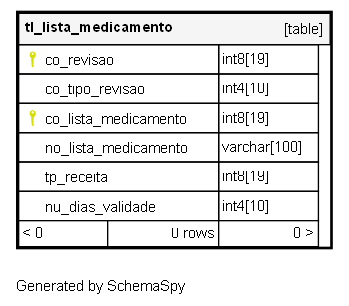 tl_lista_medicamento [table]
co_revisao int8[19]
co_tipo_revisao int4[10]
co_lista_medicamento int8[19]
no_lista_medicamento varchar[100]
tp_receita int8[19]
nu_dias_validade int4[10]
< 0 0 rows 0 >
Generated by SchemaSpy